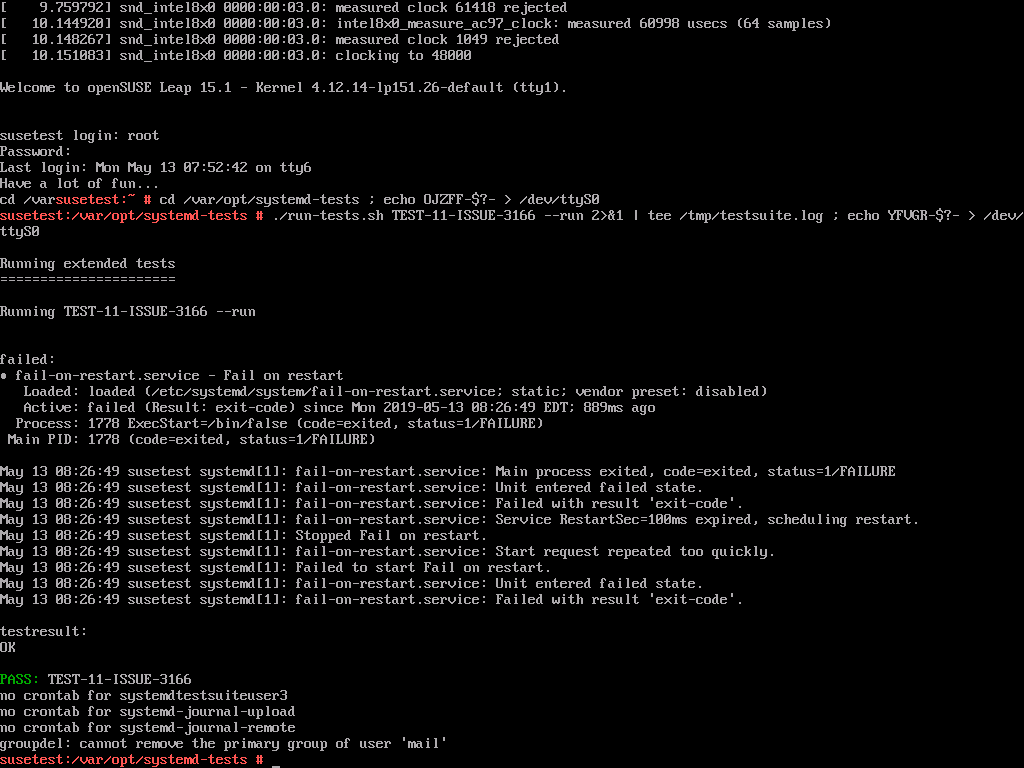 [    9.759792] snd_intel8x0 0000:00:03.0: measured clock 61418 rejected
[   10.144920] snd_intel8x0 0000:00:03.0: intel8x0_measure_ac97_clock: measured 60998 usecs (64 samples)
[   10.148267] snd_intel8x0 0000:00:03.0: measured clock 1049 rejected
[   10.151083] snd_intel8x0 0000:00:03.0: clocking to 48000
Welcome to openSUSE Leap 15.1 - Kernel 4.12.14-lp151.26-default (tty1).
susetest login: root
Password:
Last login: Mon May 13 07:52:42 on tty6
Have a lot of fun...
cd /varsusetest:~ # cd /var/opt/systemd-tests ; echo OJZFF-$?- > /dev/ttyS0
susetest:/var/opt/systemd-tests # ./run-tests.sh TEST-11-ISSUE-3166 --run 2>&1 | tee /tmp/testsuite.log ; echo YFVGR-$?- > /dev/
ttyS0
Running extended tests
======================
Running TEST-11-ISSUE-3166 --run
failed:
• fail-on-restart.service - Fail on restart
   Loaded: loaded (/etc/systemd/system/fail-on-restart.service; static; vendor preset: disabled)
   Active: failed (Result: exit-code) since Mon 2019-05-13 08:26:49 EDT; 889ms ago
  Process: 1778 ExecStart=/bin/false (code=exited, status=1/FAILURE)
 Main PID: 1778 (code=exited, status=1/FAILURE)
May 13 08:26:49 susetest systemd[1]: fail-on-restart.service: Main process exited, code=exited, status=1/FAILURE
May 13 08:26:49 susetest systemd[1]: fail-on-restart.service: Unit entered failed state.
May 13 08:26:49 susetest systemd[1]: fail-on-restart.service: Failed with result 'exit-code'.
May 13 08:26:49 susetest systemd[1]: fail-on-restart.service: Service RestartSec=100ms expired, scheduling restart.
May 13 08:26:49 susetest systemd[1]: Stopped Fail on restart.
May 13 08:26:49 susetest systemd[1]: fail-on-restart.service: Start request repeated too quickly.
May 13 08:26:49 susetest systemd[1]: Failed to start Fail on restart.
May 13 08:26:49 susetest systemd[1]: fail-on-restart.service: Unit entered failed state.
May 13 08:26:49 susetest systemd[1]: fail-on-restart.service: Failed with result 'exit-code'.
testresult:
OK
PASS: TEST-11-ISSUE-3166
no crontab for systemdtestsuiteuser3
no crontab for systemd-journal-upload
no crontab for systemd-journal-remote
groupdel: cannot remove the primary group of user 'mail'
susetest:/var/opt/systemd-tests # _